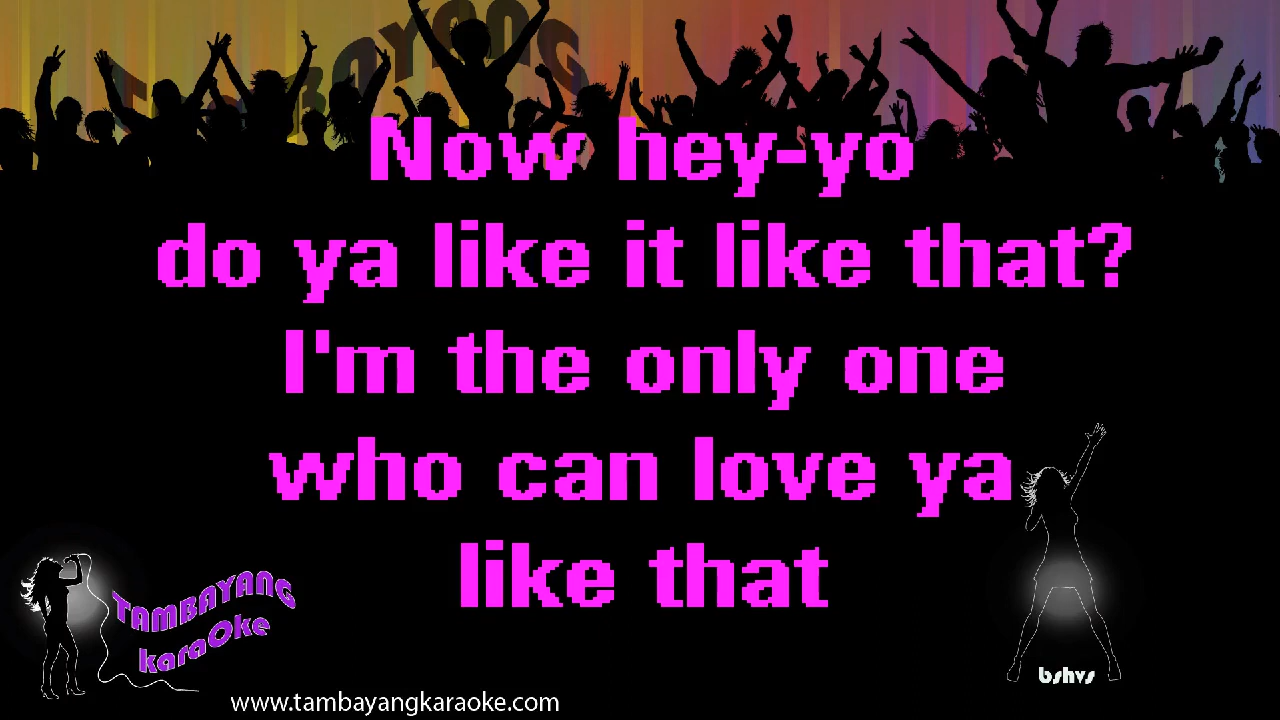 TAMBAYANG
Now hey-yo
do ya like it like that?
I'm the only one
who can love ya
like that
TAMBAYANG
karaOke
bshvs
www.tambayangkaraoke.com